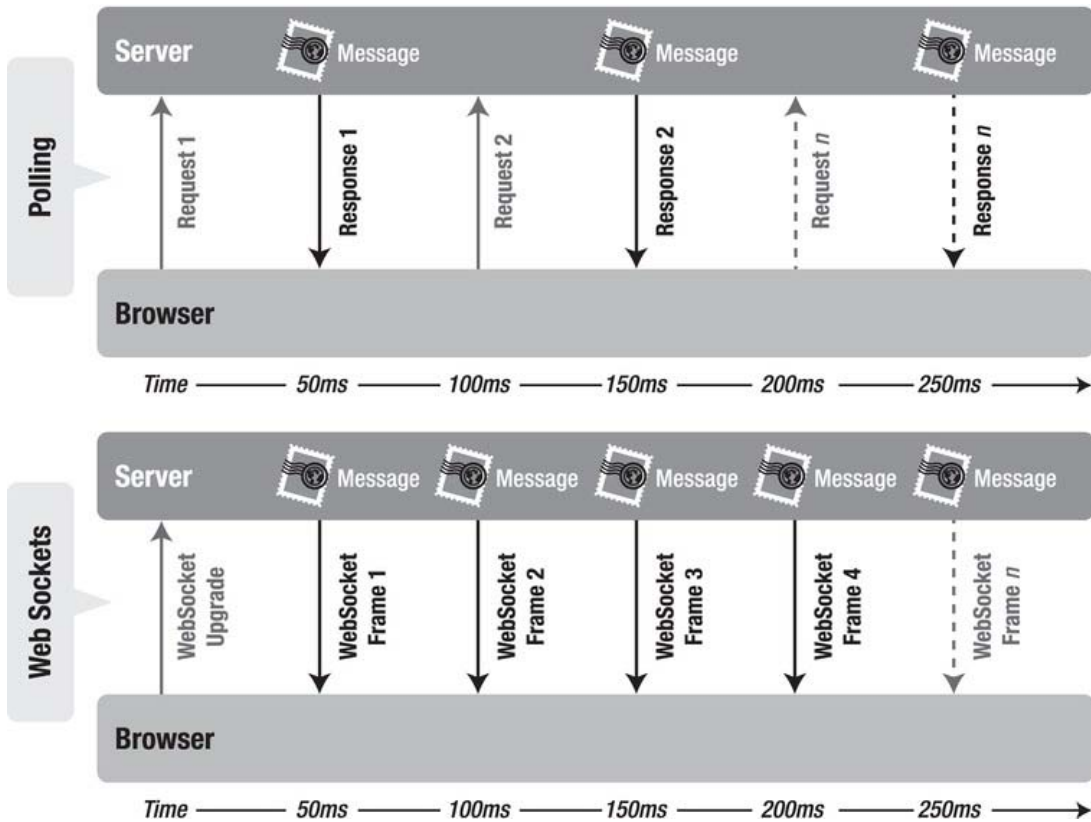 Polling
Server
Message
Message
Message
Request 1
Response 1
Request 2
Response 2
Request n
Response n
Browser
Time 50ms 100ms 150ms 200ms 250ms
Web Sockets
Server
Message
Message
Message
Message
Message
WebSocket
Upgrade
WebSocket
Frame 1
WebSocket
Frame 2
WebSocket
Frame 3
WebSocket
Frame 4
WebSocket
Frame n
Browser
Time 50ms 100ms 150ms 200ms 250ms